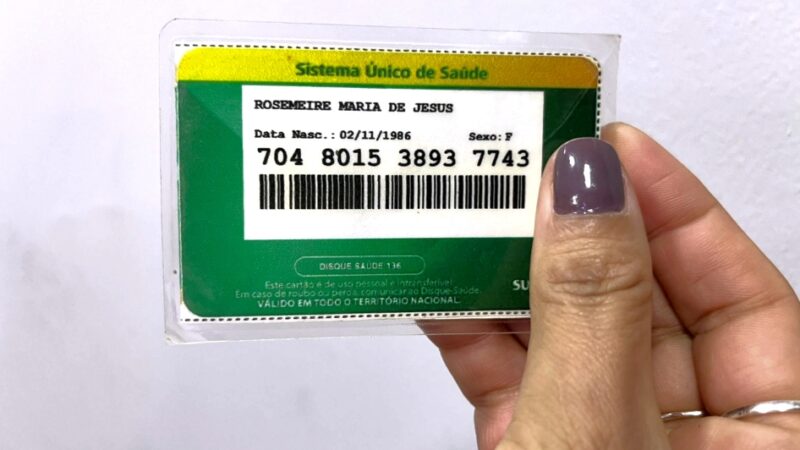 Sistema Único de Saúde
ROSEMEIRE MARIA DE JESUS
Data Nasc.: 02/11/1986 Sexo: F
704 8015 3893 7743
DISQUE SAÚDE 136
Este cartão é de uso pessoal e intransferível.
Em caso de roubo ou perda, comunicar ao Disque-Saúde.
SU
VÁLIDO EM TODO O TERRITÓRIO NACIONAL.